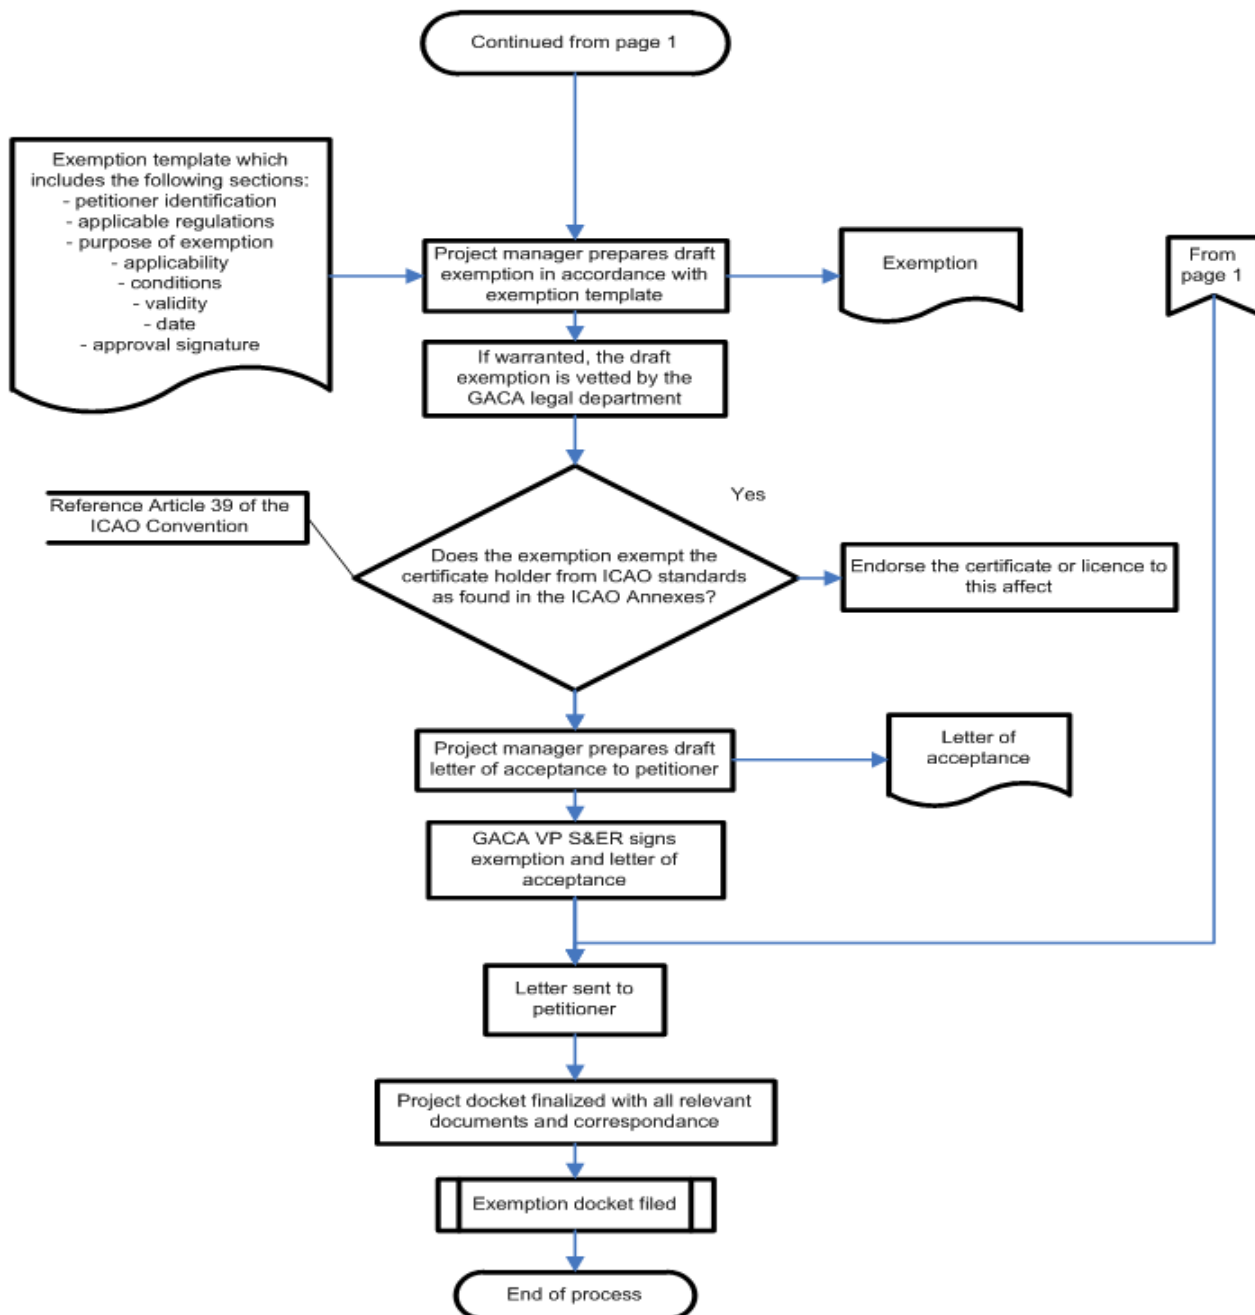 Continued from page 1
Exemption template which
includes the following sections:
- petitioner identification
- applicable regulations
- purpose of exemption
- applicability
- conditions
- validity
- date
- approval signature
Project manager prepares draft
exemption in accordance with
exemption template
Exemption
From
page 1
If warranted, the draft
exemption is vetted by the
GACA legal department
Reference Article 39 of the
ICAO Convention
Yes
Does the exemption exempt the
certificate holder from ICAO standards
as found in the ICAO Annexes?
Endorse the certificate or licence to
this affect
Project manager prepares draft
letter of acceptance to petitioner
Letter of
acceptance
GACA VP S&ER signs
exemption and letter of
acceptance
Letter sent to
petitioner
Project docket finalized with all relevant
documents and correspondance
Exemption docket filed
End of process